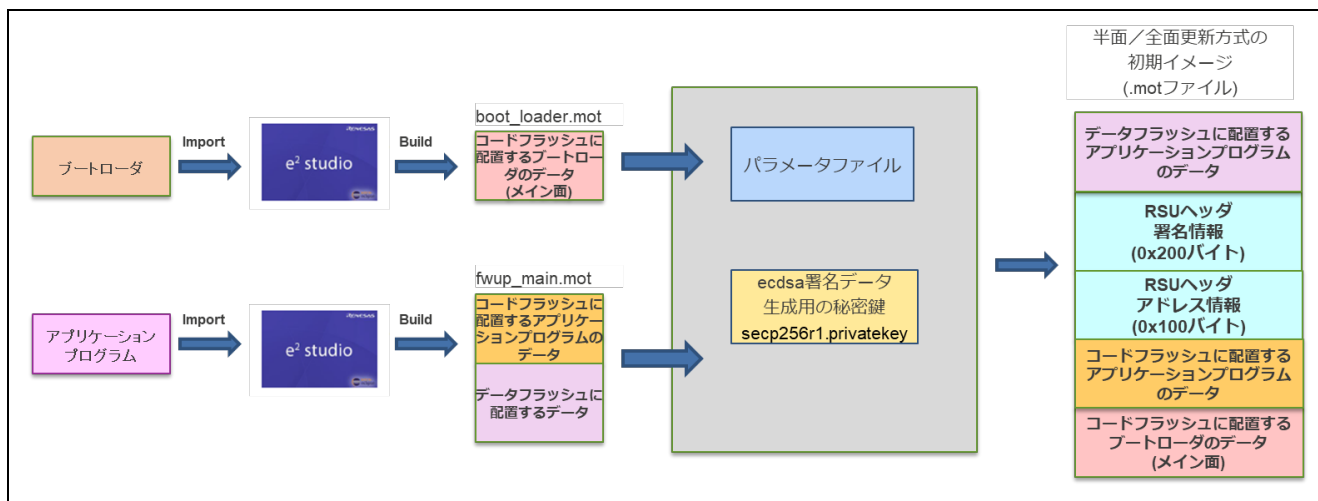 ブートローダ
Import
RENESAS
e² studio
Build
boot_loader.mot
コードフラッシュに
配置するブートロー
ダのデータ
(メイン面)
アプリケーション
プログラム
Import
RENESAS
e² studio
Build
fwup_main.mot
コードフラッシュに
配置するアプリケー
ションプログラムの
データ
データフラッシュに
配置するデータ
パラメータファイル
ecdsa署名データ
生成用の秘密鍵
secp256r1.privatekey
半面／全面更新方式の
初期イメージ
(.motファイル)
データフラッシュに配置する
アプリケーションプログラム
のデータ
RSUヘッダ
署名情報
(0x200バイト)
RSUヘッダ
アドレス情報
(0x100バイト)
コードフラッシュに配置する
アプリケーションプログラム
のデータ
コードフラッシュに配置する
ブートローダのデータ
(メイン面)